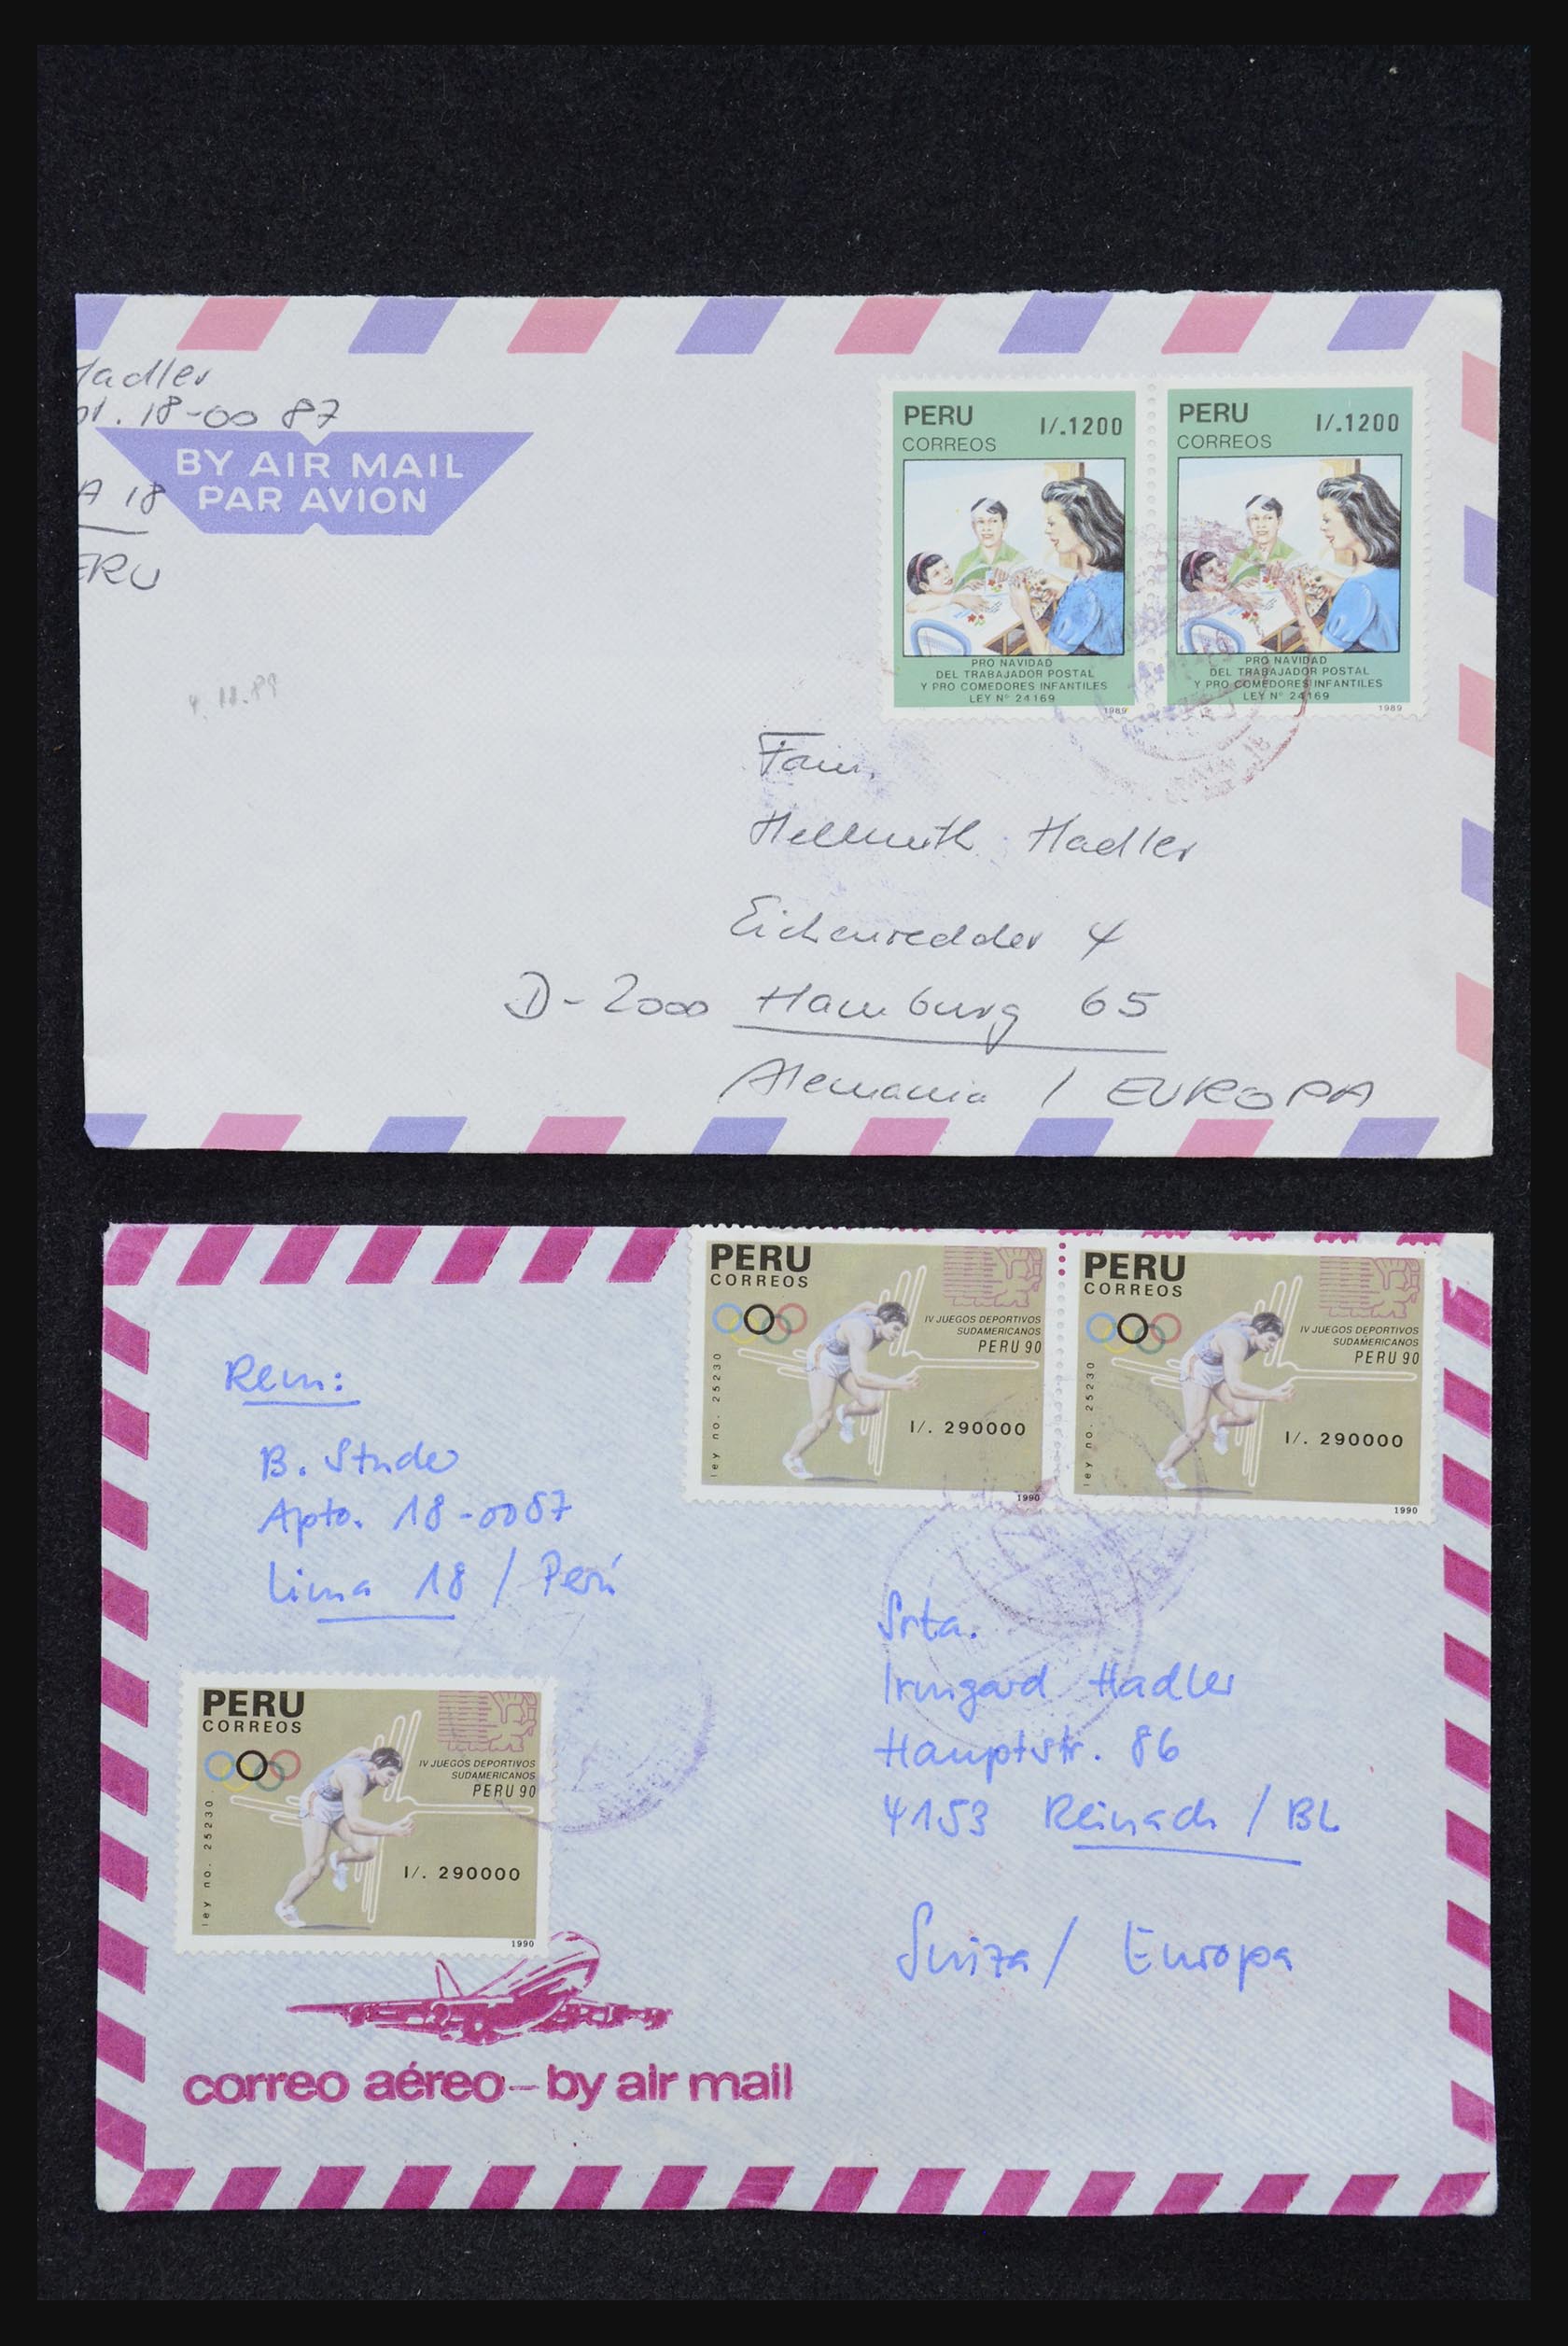 Hadler
pt. 18-00 87
BY AIR MAIL
PAR AVION
A 18
ERU
PERU
CORREOS
I/.1200
PRO NAVIDAD
DEL TRABAJADOR POSTAL
Y PRO COMEDORES INFANTILES
LEY Nº 24169
1989
PERU
CORREOS
I/.1200
PRO NAVIDAD
DEL TRABAJADOR POSTAL
Y PRO COMEDORES INFANTILES
LEY Nº 24169
1989
Fam.
Hellmuth Hadler
Eichenredder 4
D-2000 Hamburg 65
Alemania / EUROPA
PERU
CORREOS
IV JUEGOS DEPORTIVOS
SUDAMERICANOS
PERU 90
ley no. 25230
I/. 290000
1990
PERU
CORREOS
IV JUEGOS DEPORTIVOS
SUDAMERICANOS
PERU 90
ley no. 25230
I/. 290000
1990
Rem:
B. Studer
Apto. 18-0087
Lima 18 / Perú
Srta.
Irmgard Hadler
Hauptstr. 86
4153 Reinach / BL
Suiza / Europa
PERU
CORREOS
IV JUEGOS DEPORTIVOS
SUDAMERICANOS
PERU 90
ley no. 25230
I/. 290000
1990
correo aéreo – by air mail